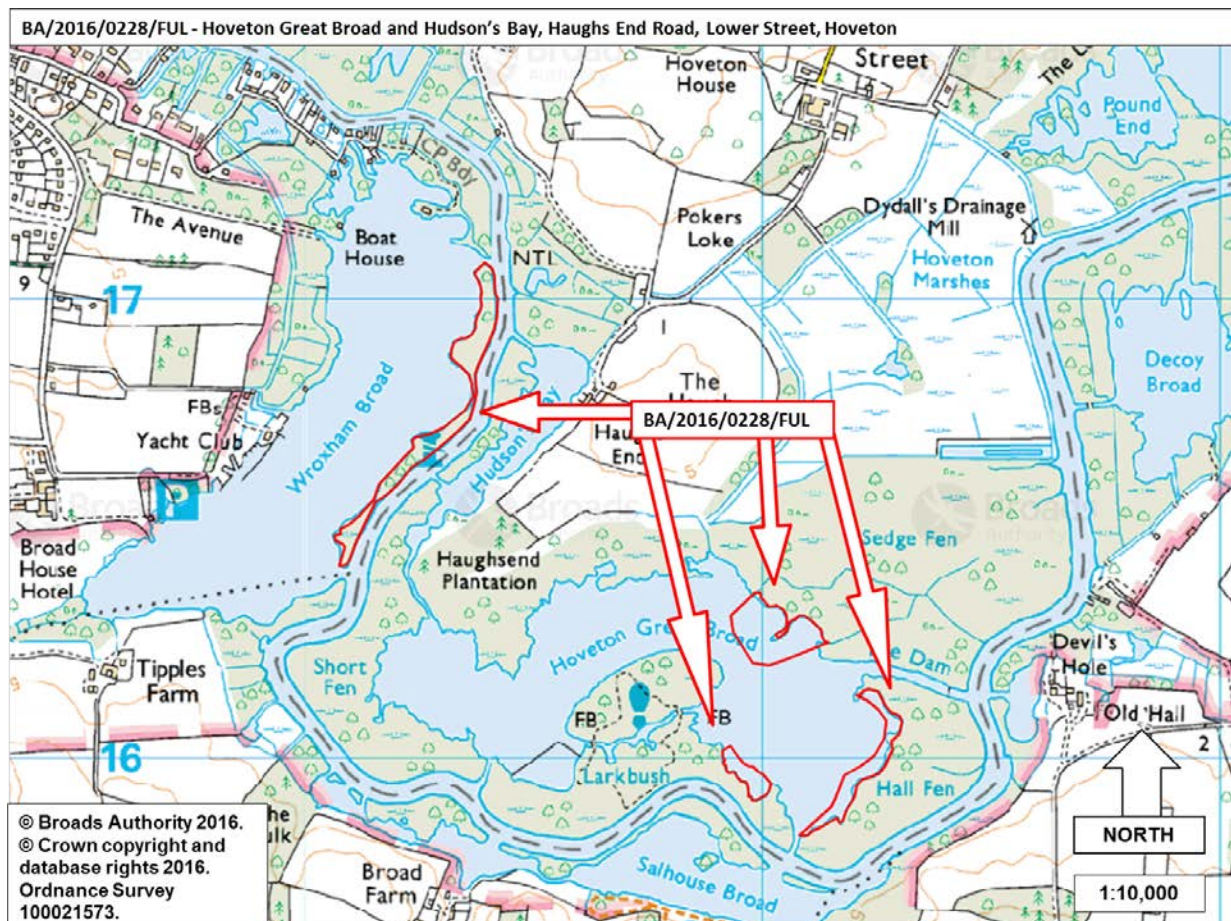 BA/2016/0228/FUL - Hoveton Great Broad and Hudson's Bay, Haughs End Road, Lower Street, Hoveton
Hoveton
House
Street
The
Pound
End
CP Bdy
The Avenue
Boat
House
Pokers
Loke
Dydall's Drainage
Mill
Hoveton
Marshes
NTL
9
17
Decoy
Broad
The
FBs
Yacht Club
Wroxham Broad
Hudson's Bay
BA/2016/0228/FUL
End
P
Broads
Authority
Broad
House
Hotel
Haughsend
Plantation
Sedge Fen
Hoveton Great Broad
Dam
Devil's
Hole
Tipples
Farm
Short
Fen
FB
FB
Old Hall
2
16
Larkbush
Hall Fen
© Broads Authority 2016.
© Crown copyright and
database rights 2016.
Ordnance Survey
100021573.
Broad
Farm
Salhouse Broad
NORTH
1:10,000